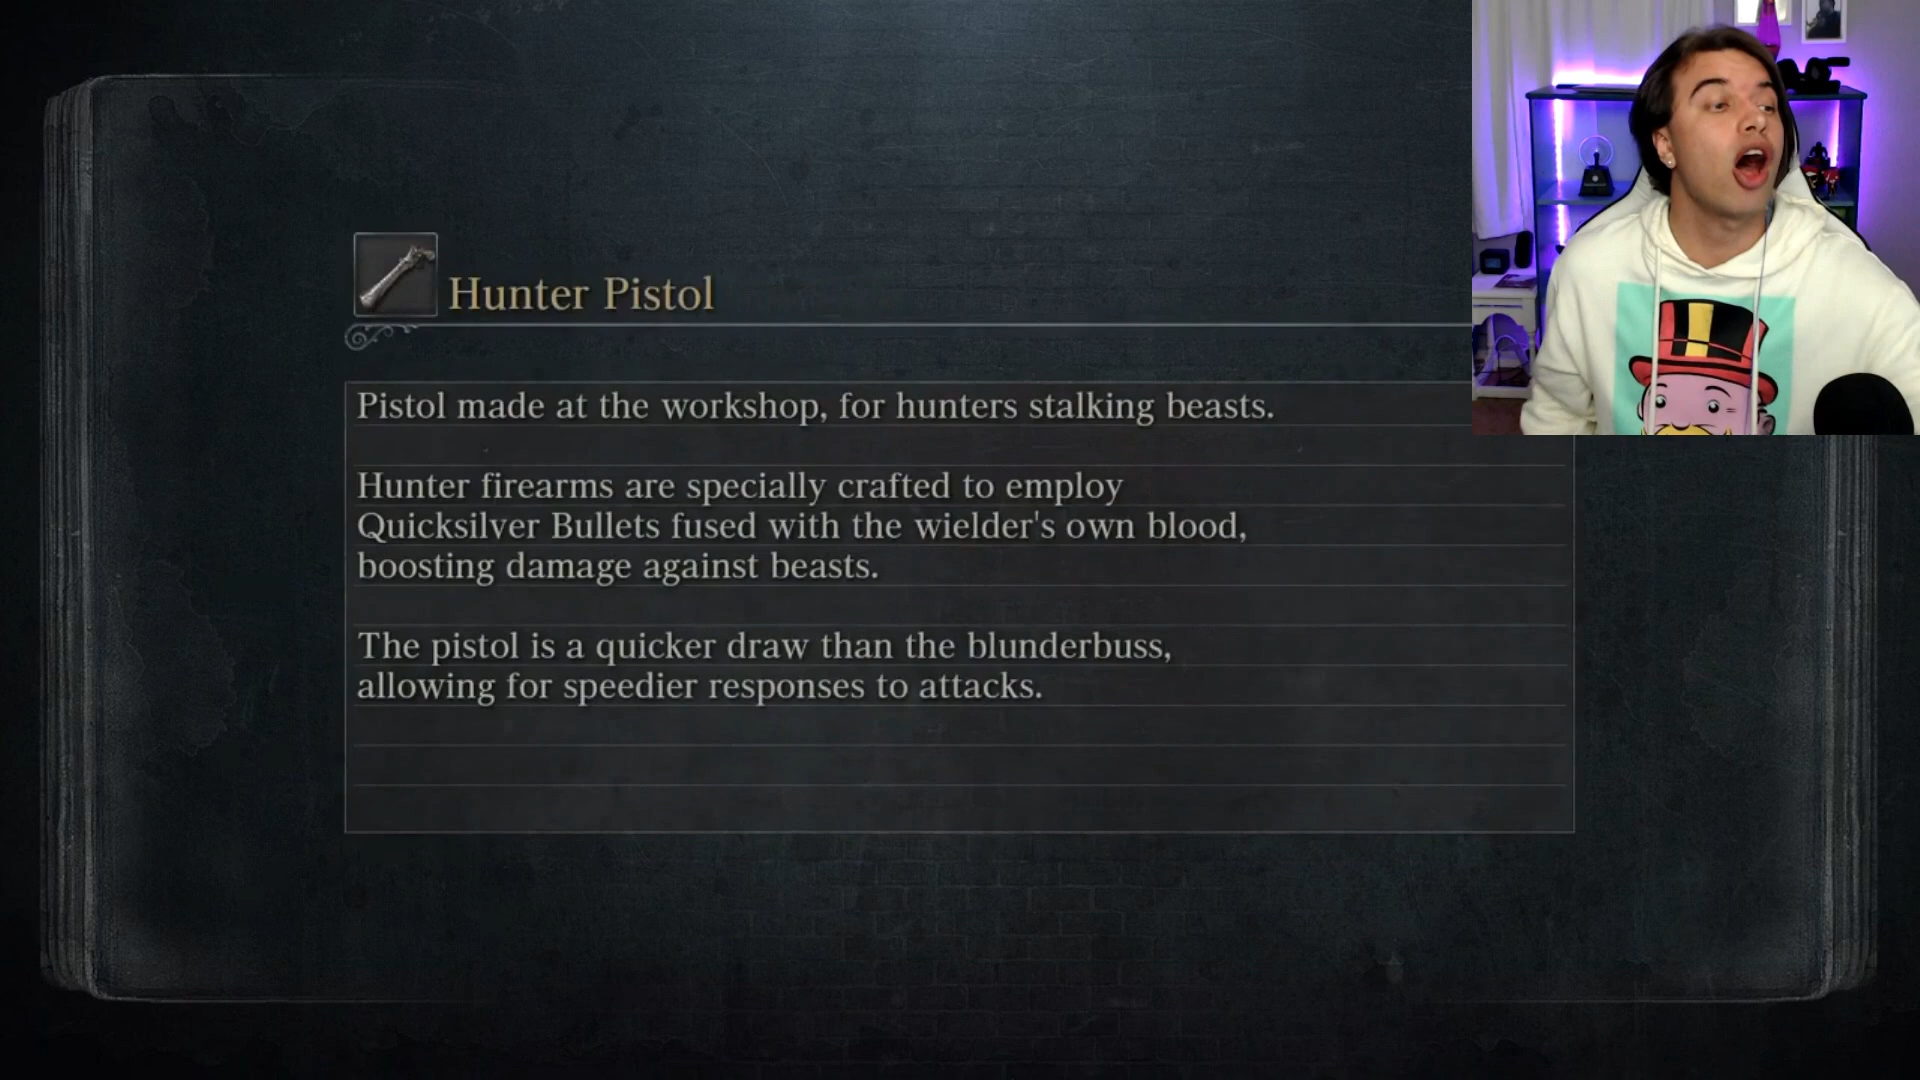 Hunter Pistol
Pistol made at the workshop, for hunters stalking beasts.
Hunter firearms are specially crafted to employ
Quicksilver Bullets fused with the wielder's own blood,
boosting damage against beasts.
The pistol is a quicker draw than the blunderbuss,
allowing for speedier responses to attacks.